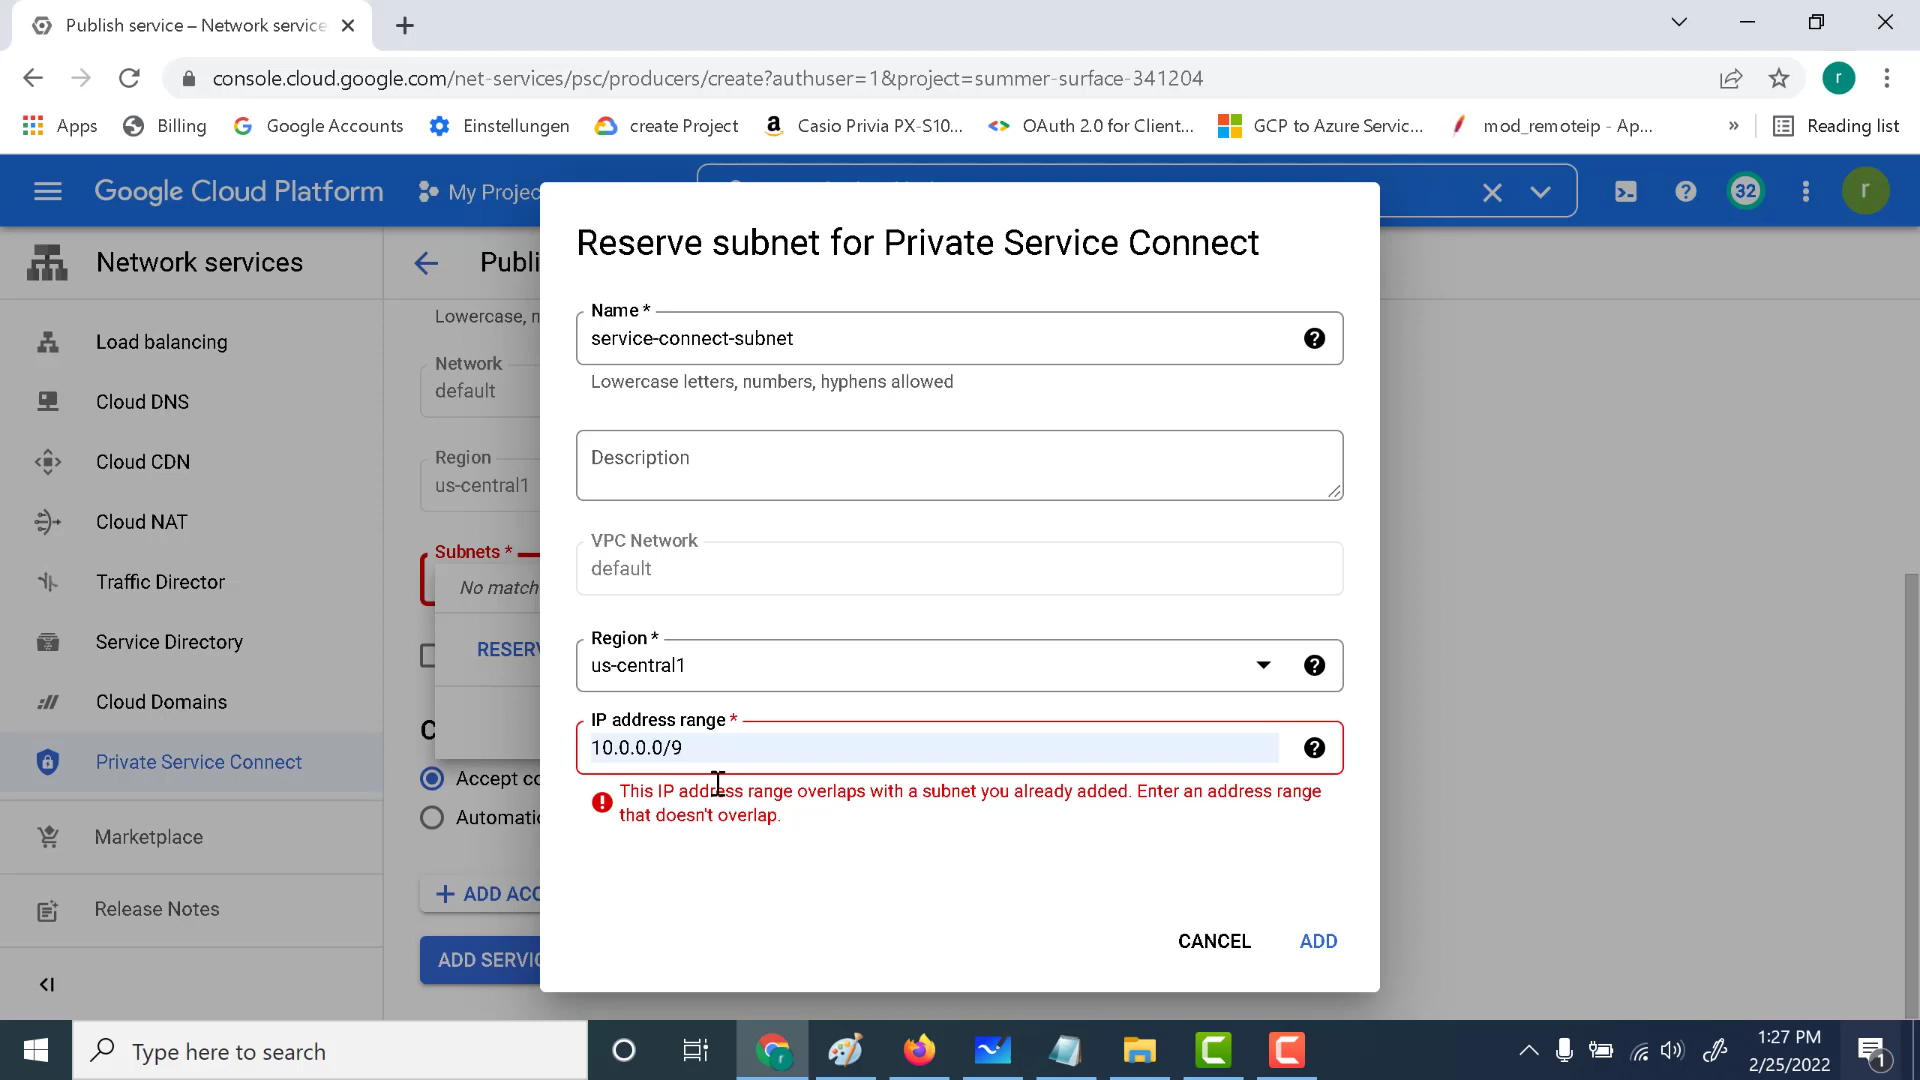 Publish service – Network service
console.cloud.google.com/net-services/psc/producers/create?authuser=1&project=summer-surface-341204
r
Apps
Billing
Google Accounts
Einstellungen
create Project
Casio Privia PX-S10...
OAuth 2.0 for Client...
GCP to Azure Servic...
mod_remoteip - Ap...
»
Reading list
Google Cloud Platform
My Projec
32
r
Network services
Publi
Load balancing
Cloud DNS
Cloud CDN
Cloud NAT
Traffic Director
Service Directory
Cloud Domains
Private Service Connect
Marketplace
Release Notes
Lowercase, n
Network
default
Region
us-central1
Subnets *
No match
RESERV
C
Accept co
Automatic
ADD ACC
ADD SERVIC
Reserve subnet for Private Service Connect
Name *
service-connect-subnet
Lowercase letters, numbers, hyphens allowed
Description
VPC Network
default
Region *
us-central1
IP address range *
10.0.0.0/9
This IP address range overlaps with a subnet you already added. Enter an address range
that doesn't overlap.
CANCEL
ADD
Type here to search
1:27 PM
2/25/2022
1